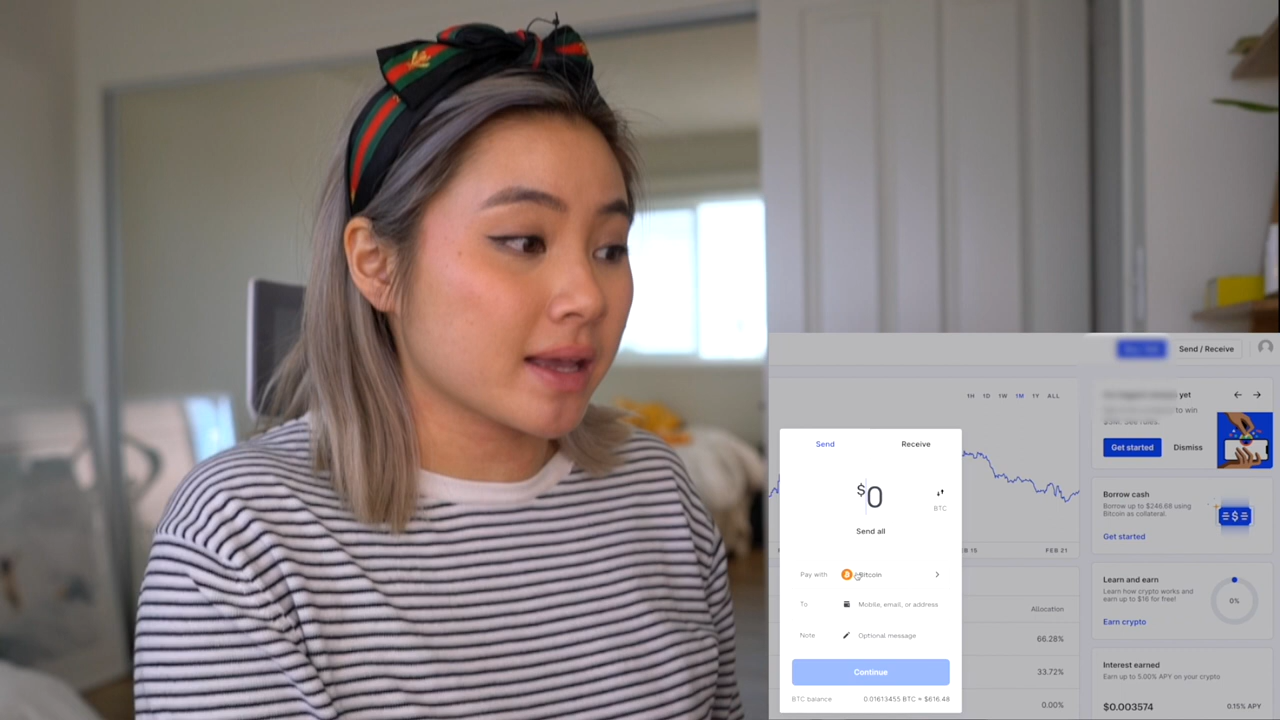 Send / Receive
yet
to win
Get started
Dismiss
1H 1D 1W 1M 1Y ALL
Send
Receive
$0
BTC
Send all
Pay with
Bitcoin
To
Mobile, email, or address
Note
Optional message
Continue
BTC balance
0.01613455 BTC ≈ $616.48
FEB 21
Borrow cash
Borrow up to $246.68 using
Bitcoin as collateral.
Get started
Learn and earn
Learn how crypto works and
earn up to $16 for free!
0%
Earn crypto
Allocation
66.28%
33.72%
0.00%
Interest earned
Earn up to 5.00% APY on your crypto
$0.003574
0.15% APY